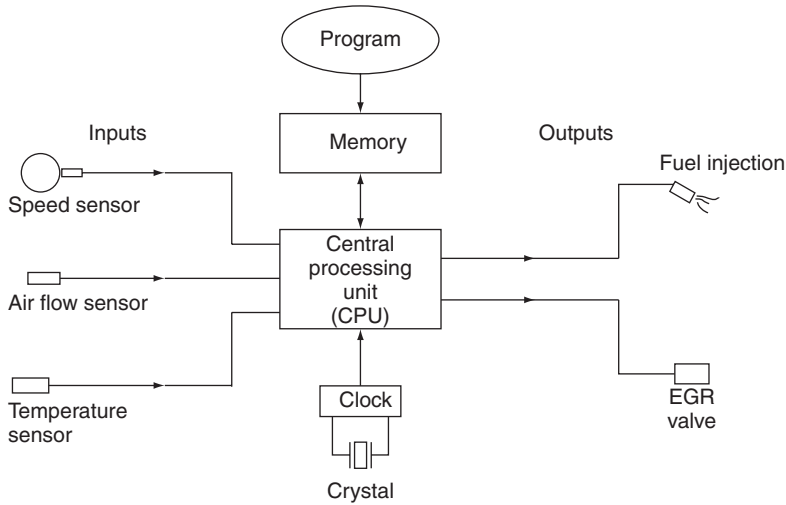 Program
Inputs
Memory
Outputs
Fuel injection
Speed sensor
Central
processing
unit
(CPU)
Air flow sensor
Temperature
sensor
Clock
EGR
valve
Crystal